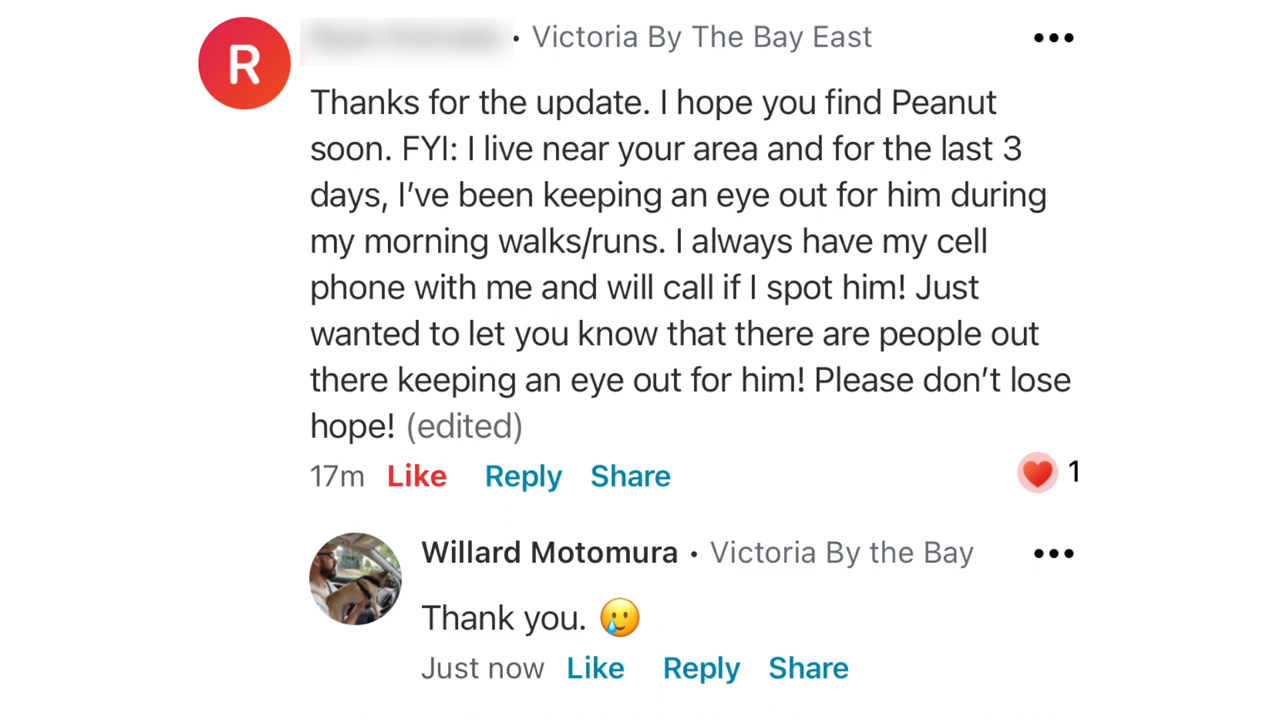 R
• Victoria By The Bay East
Thanks for the update. I hope you find Peanut
soon. FYI: I live near your area and for the last 3
days, I’ve been keeping an eye out for him during
my morning walks/runs. I always have my cell
phone with me and will call if I spot him! Just
wanted to let you know that there are people out
there keeping an eye out for him! Please don’t lose
hope! (edited)
17m Like Reply Share 1
Willard Motomura • Victoria By the Bay
Thank you. 🥲
Just now Like Reply Share